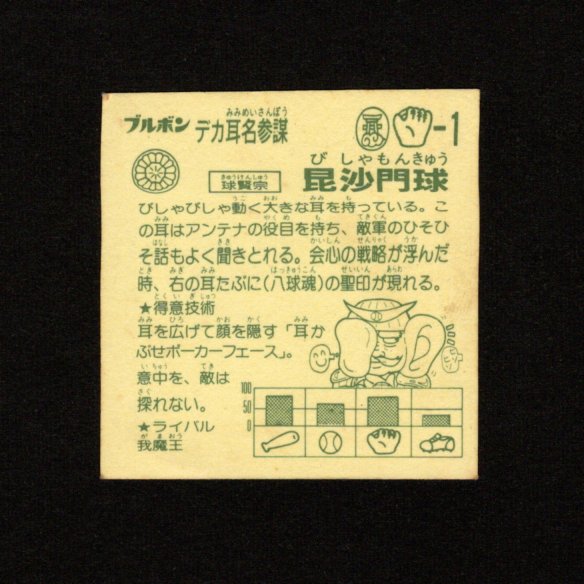 ブルボン デカ耳名参謀 -1
球賢宗 毘沙門球
びしゃびしゃ動く大きな耳を持っている。こ
の耳はアンテナの役目を持ち、敵軍のひそひ
そ話もよく聞きとれる。会心の戦略が浮んだ
時、右の耳たぶに(八球魂)の聖印が現れる。
★得意技術
耳を広げて顔を隠す「耳か
ぶせポーカーフェース」。
意中を、敵は
探れない。
★ライバル
我魔王
100
50
0